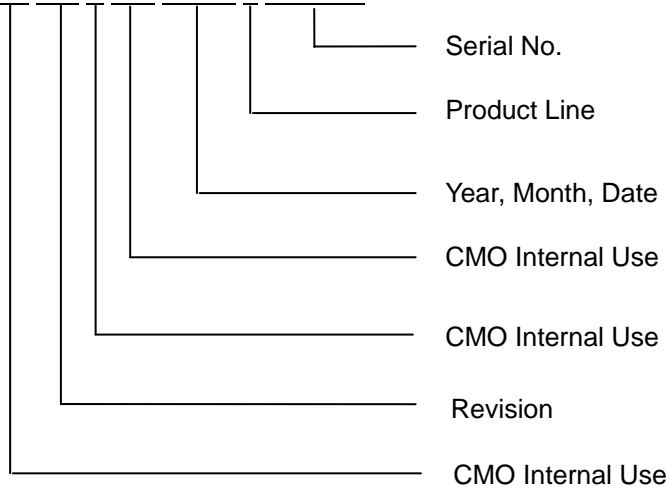 Serial No.
Product Line
Year, Month, Date
CMO Internal Use
CMO Internal Use
Revision
CMO Internal Use